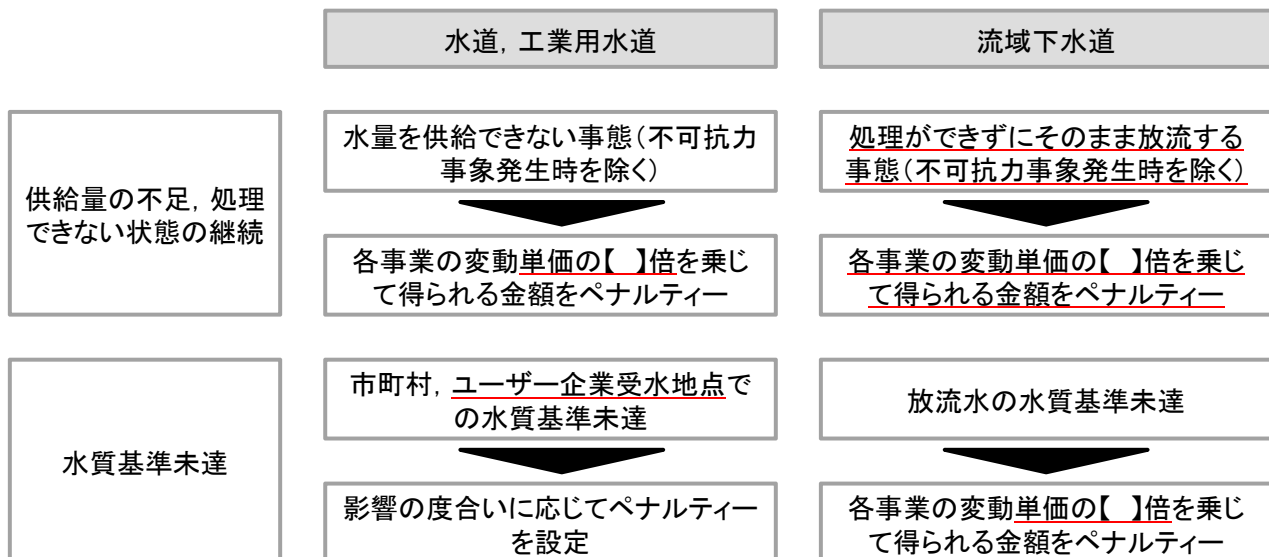 水道，工業用水道
流域下水道
供給量の不足，処理
できない状態の継続
水量を供給できない事態（不可抗力
事象発生時を除く）
処理ができずにそのまま放流する
事態（不可抗力事象発生時を除く）
各事業の変動単価の【　】倍を乗じ
て得られる金額をペナルティー
各事業の変動単価の【　】倍を乗じ
て得られる金額をペナルティー
水質基準未達
市町村，ユーザー企業受水地点で
の水質基準未達
放流水の水質基準未達
影響の度合いに応じてペナルティー
を設定
各事業の変動単価の【　】倍を乗じ
て得られる金額をペナルティー